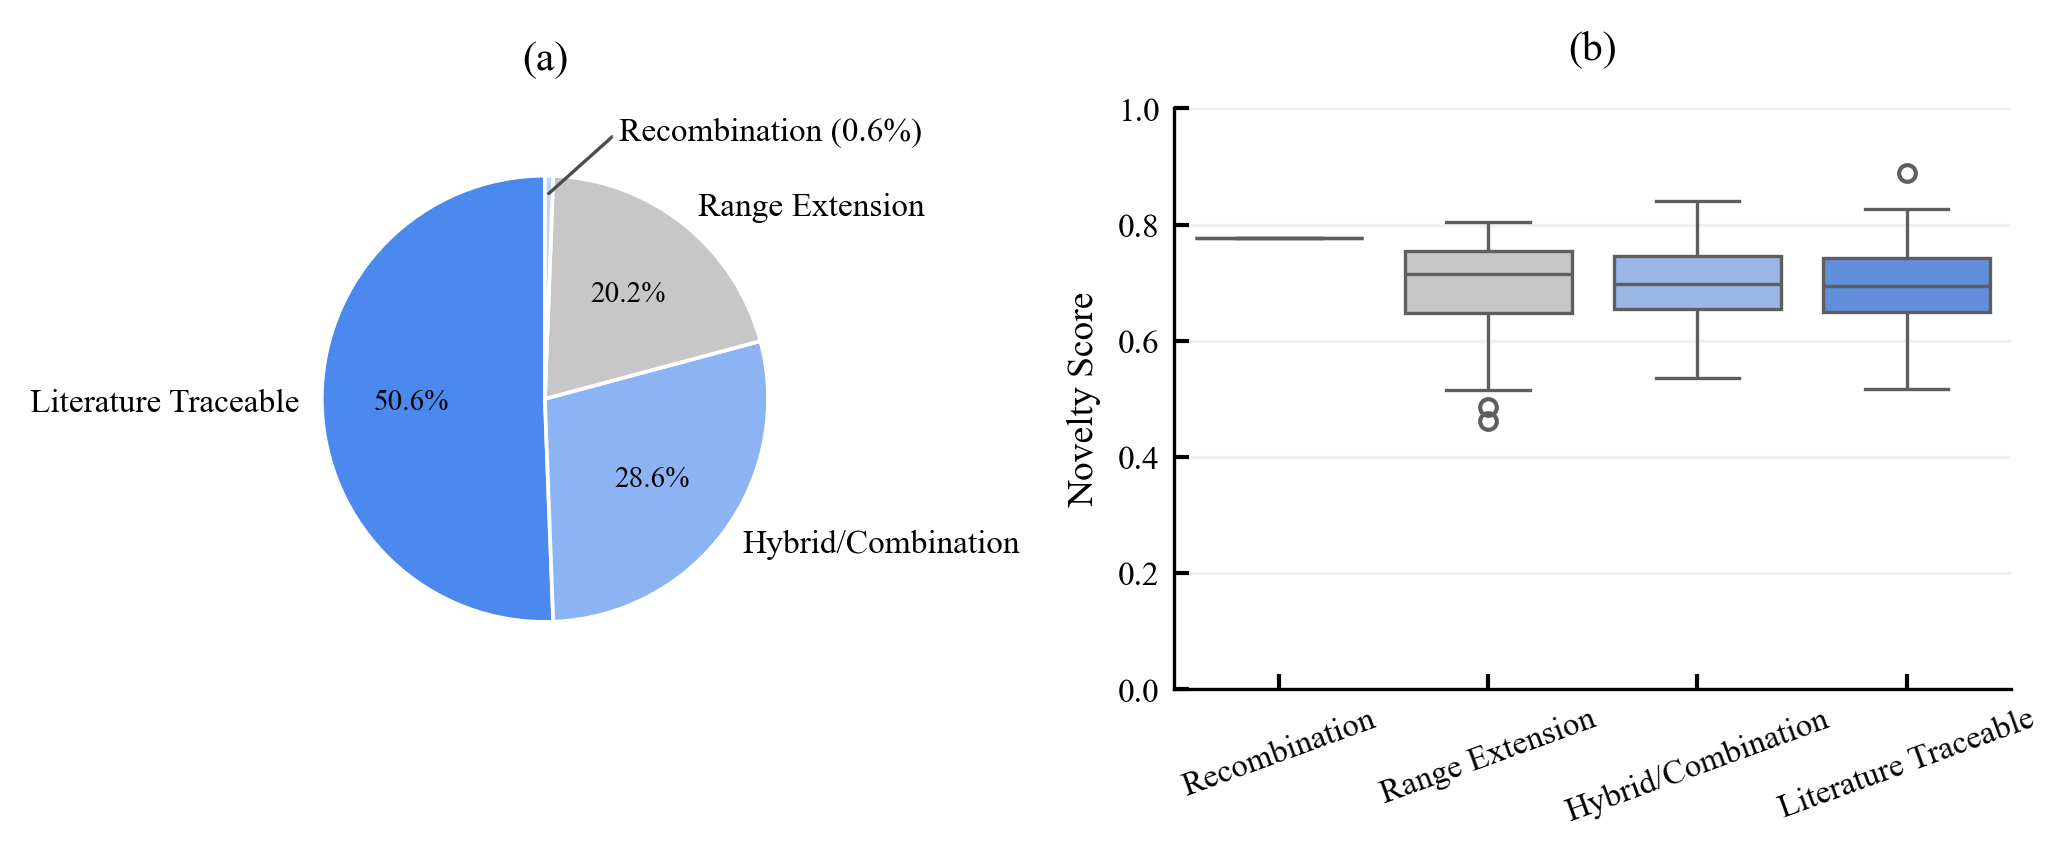 (a)
Recombination (0.6%)
Range Extension
20.2%
Literature Traceable
50.6%
28.6%
Hybrid/Combination
(b)
1.0
0.8
0.6
0.4
0.2
0.0
Novelty Score
Recombination
Range Extension
Hybrid/Combination
Literature Traceable